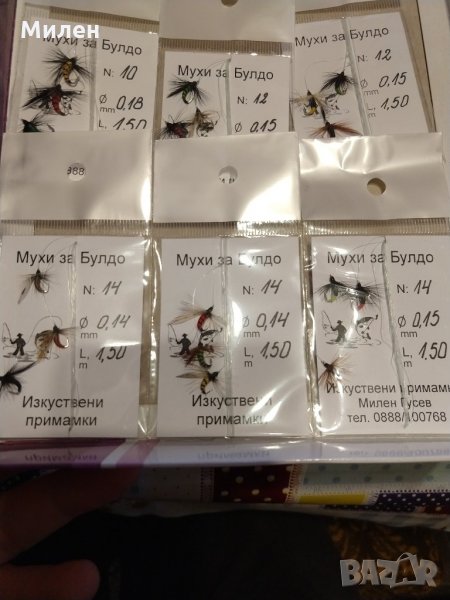 Милен
Мухи за Булдо
N: 10
Ø mm 0,18
L, m 1,50
Мухи за Булдо
N: 12
Ø mm 0,15
Мухи за Булдо
N: 12
Ø mm 0,15
L, m 1,50
988
Мухи за Булдо
N: 14
Ø mm 0,14
L, m 1,50
Изкуствени
примамки
Мухи за Булдо
N: 14
Ø mm 0,14
L, m 1,50
Изкуствени
примамки
Мухи за Булдо
N: 14
Ø mm 0,15
L, m 1,50
Изкуствени примамки
Милен Гусев
тел. 0888/100768
BAZAR